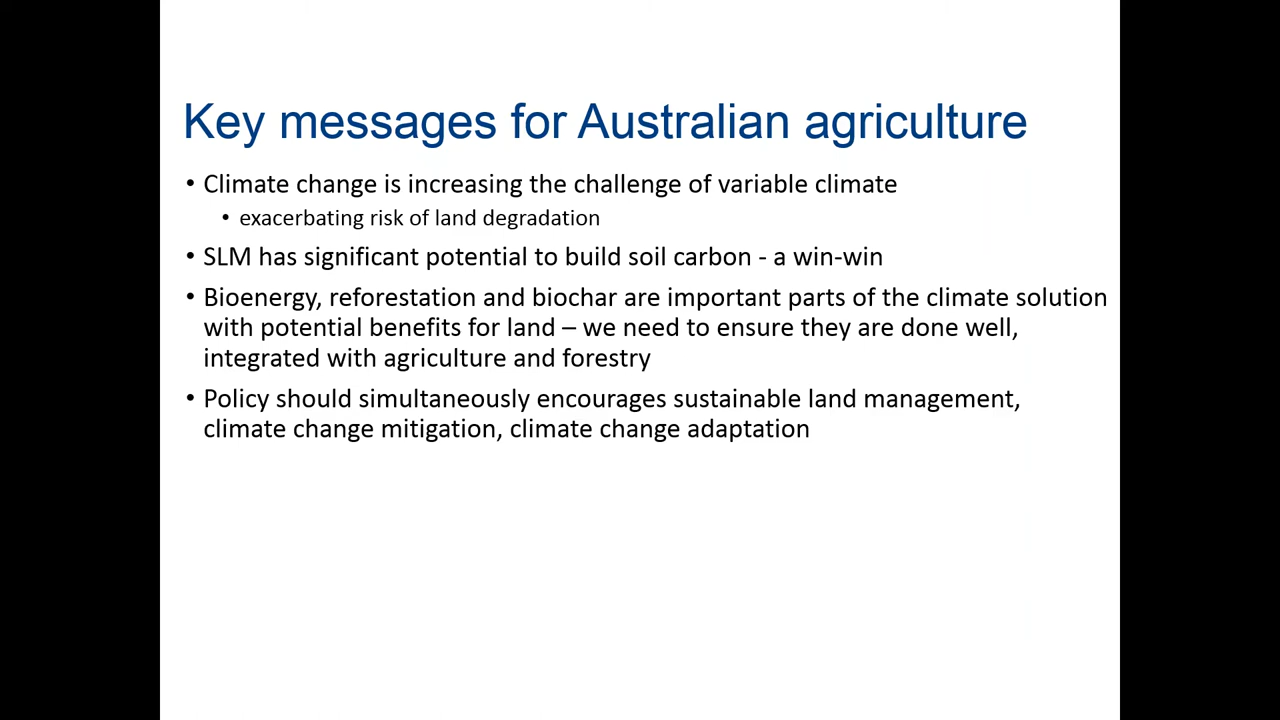 Key messages for Australian agriculture
• Climate change is increasing the challenge of variable climate
• exacerbating risk of land degradation
• SLM has significant potential to build soil carbon - a win-win
• Bioenergy, reforestation and biochar are important parts of the climate solution
with potential benefits for land – we need to ensure they are done well,
integrated with agriculture and forestry
• Policy should simultaneously encourages sustainable land management,
climate change mitigation, climate change adaptation